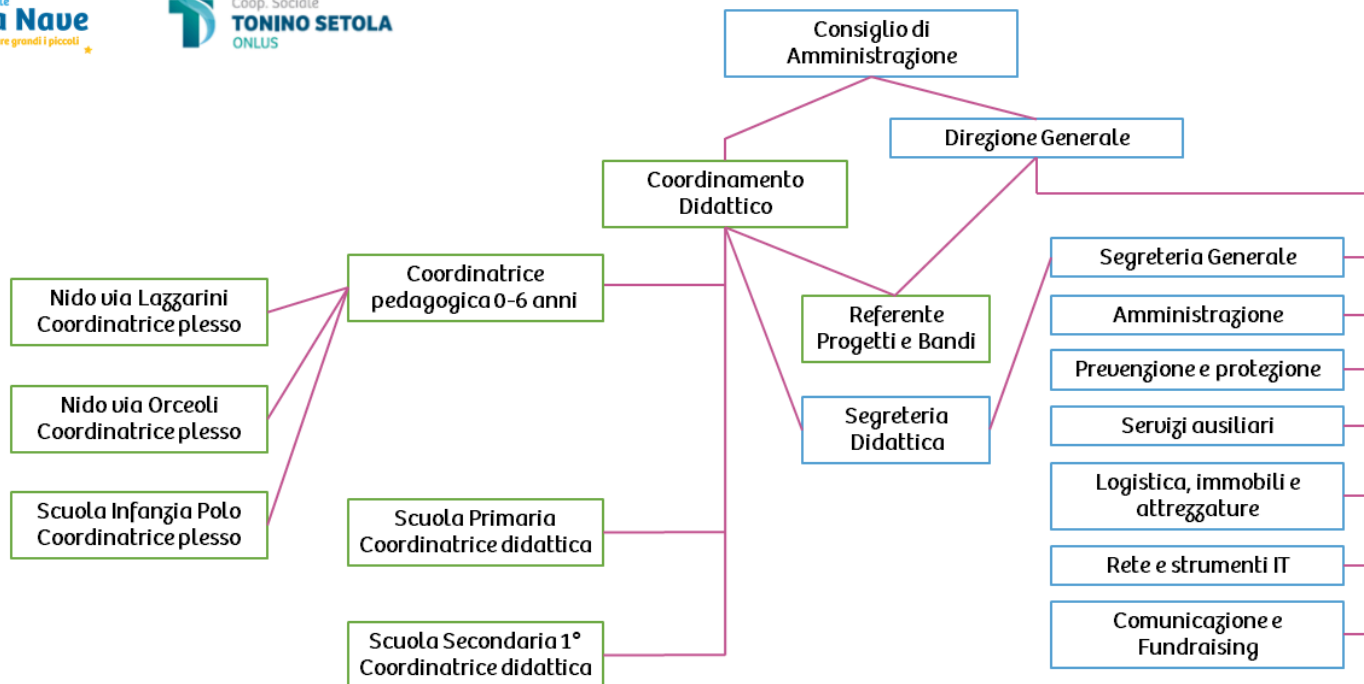 a Nave
re grandi i piccoli
Coop. Sociale
TONINO SETOLA
ONLUS
Consiglio di
Amministrazione
Direzione Generale
Coordinamento
Didattico
Coordinatrice
pedagogica 0-6 anni
Nido via Lazzarini
Coordinatrice plesso
Nido via Orceoli
Coordinatrice plesso
Scuola Infanzia Polo
Coordinatrice plesso
Scuola Primaria
Coordinatrice didattica
Scuola Secondaria 1°
Coordinatrice didattica
Referente
Progetti e Bandi
Segreteria
Didattica
Segreteria Generale
Amministrazione
Prevenzione e protezione
Servizi ausiliari
Logistica, immobili e
attrezzature
Rete e strumenti IT
Comunicazione e
Fundraising